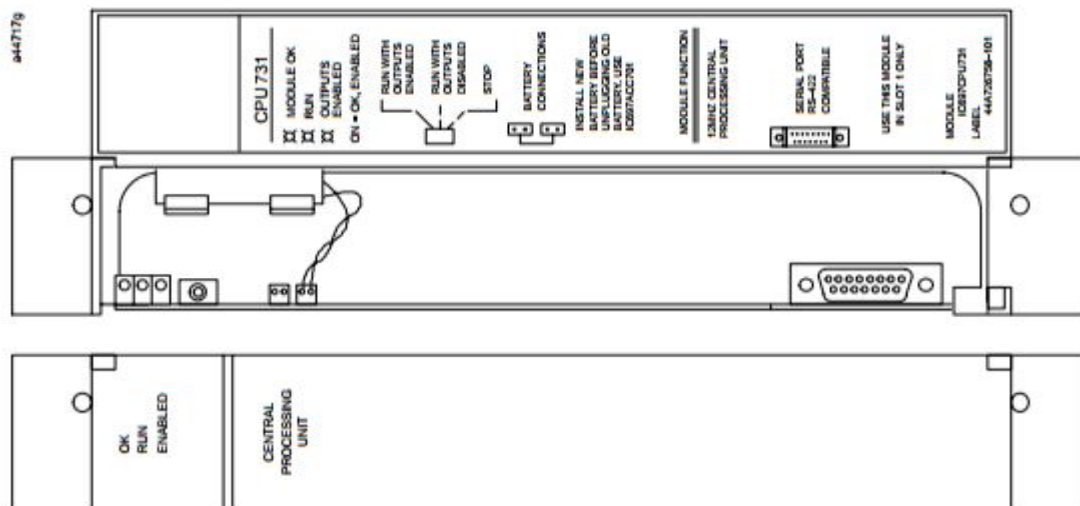 a44717g
CPU 731
MODULE OK
RUN
OUTPUTS
ENABLED
ON = OK, ENABLED
RUN WITH
OUTPUTS
ENABLED
RUN WITH
OUTPUTS
DISABLED
STOP
BATTERY
CONNECTIONS
INSTALL NEW
BATTERY BEFORE
UNPLUGGING OLD
BATTERY. USE
IC697ACC701
MODULE FUNCTION
12MHZ CENTRAL
PROCESSING UNIT
SERIAL PORT
RS-422
COMPATIBLE
USE THIS MODULE
IN SLOT 1 ONLY
MODULE
IC697CPU731
LABEL
44A726758-101
OK
RUN
ENABLED
CENTRAL
PROCESSING
UNIT